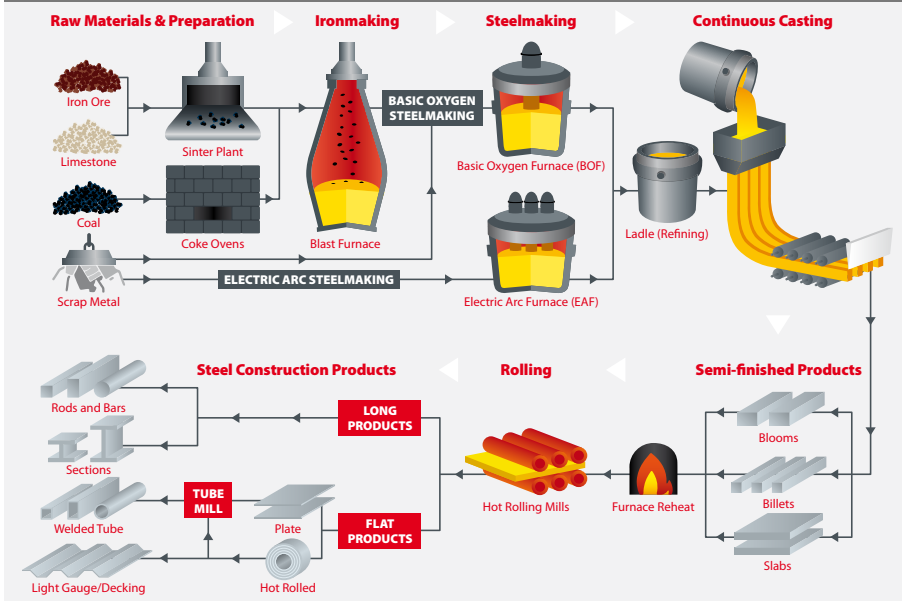 Raw Materials & Preparation
Ironmaking
Steelmaking
Continuous Casting
Iron Ore
Limestone
Sinter Plant
Coal
Coke Ovens
Scrap Metal
Blast Furnace
BASIC OXYGEN
STEELMAKING
ELECTRIC ARC STEELMAKING
Basic Oxygen Furnace (BOF)
Electric Arc Furnace (EAF)
Ladle (Refining)
Steel Construction Products
Rolling
Semi-finished Products
Rods and Bars
Sections
Welded Tube
Light Gauge/Decking
LONG
PRODUCTS
TUBE
MILL
Plate
FLAT
PRODUCTS
Hot Rolled
Hot Rolling Mills
Furnace Reheat
Blooms
Billets
Slabs